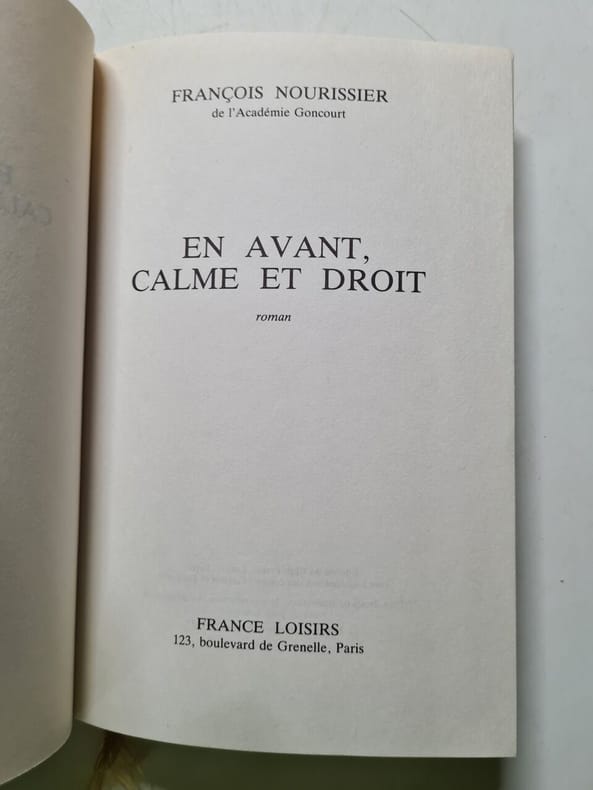 FRANÇOIS NOURISSIER
de l'Académie Goncourt
EN AVANT,
CALME ET DROIT
roman
FRANCE LOISIRS
123, boulevard de Grenelle, Paris